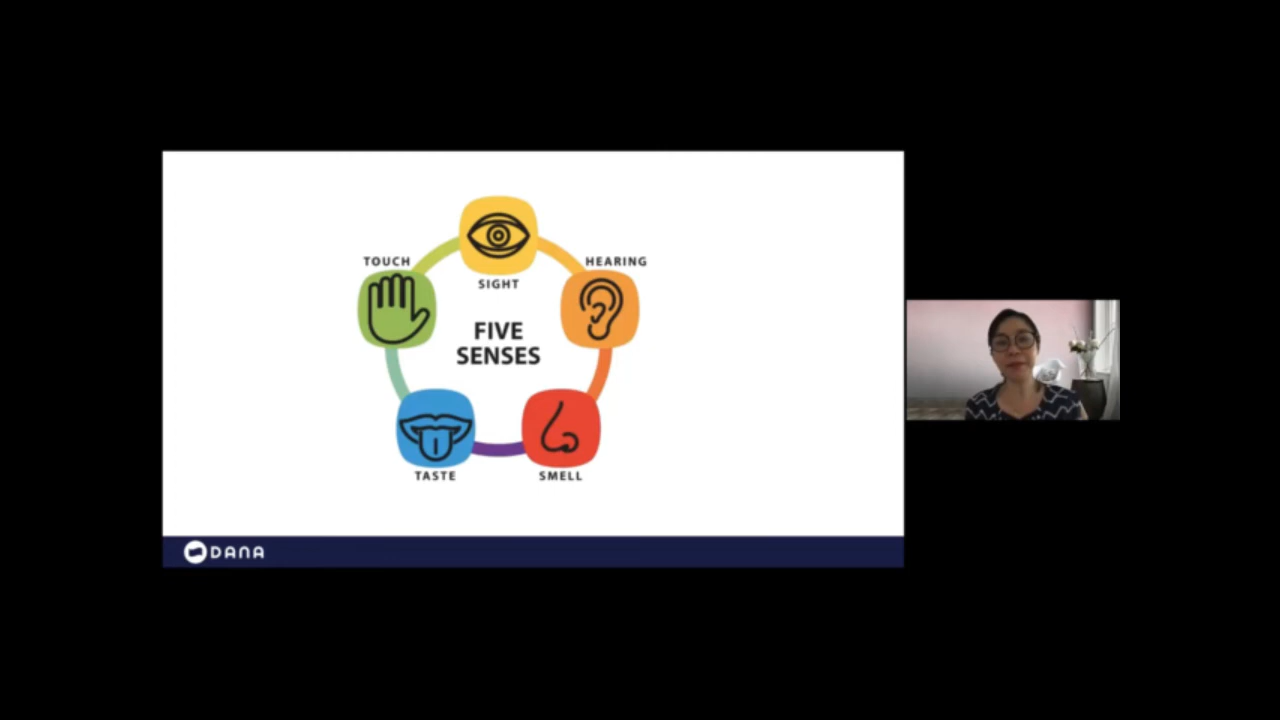 TOUCH
HEARING
SIGHT
FIVE
SENSES
TASTE
SMELL
DANA